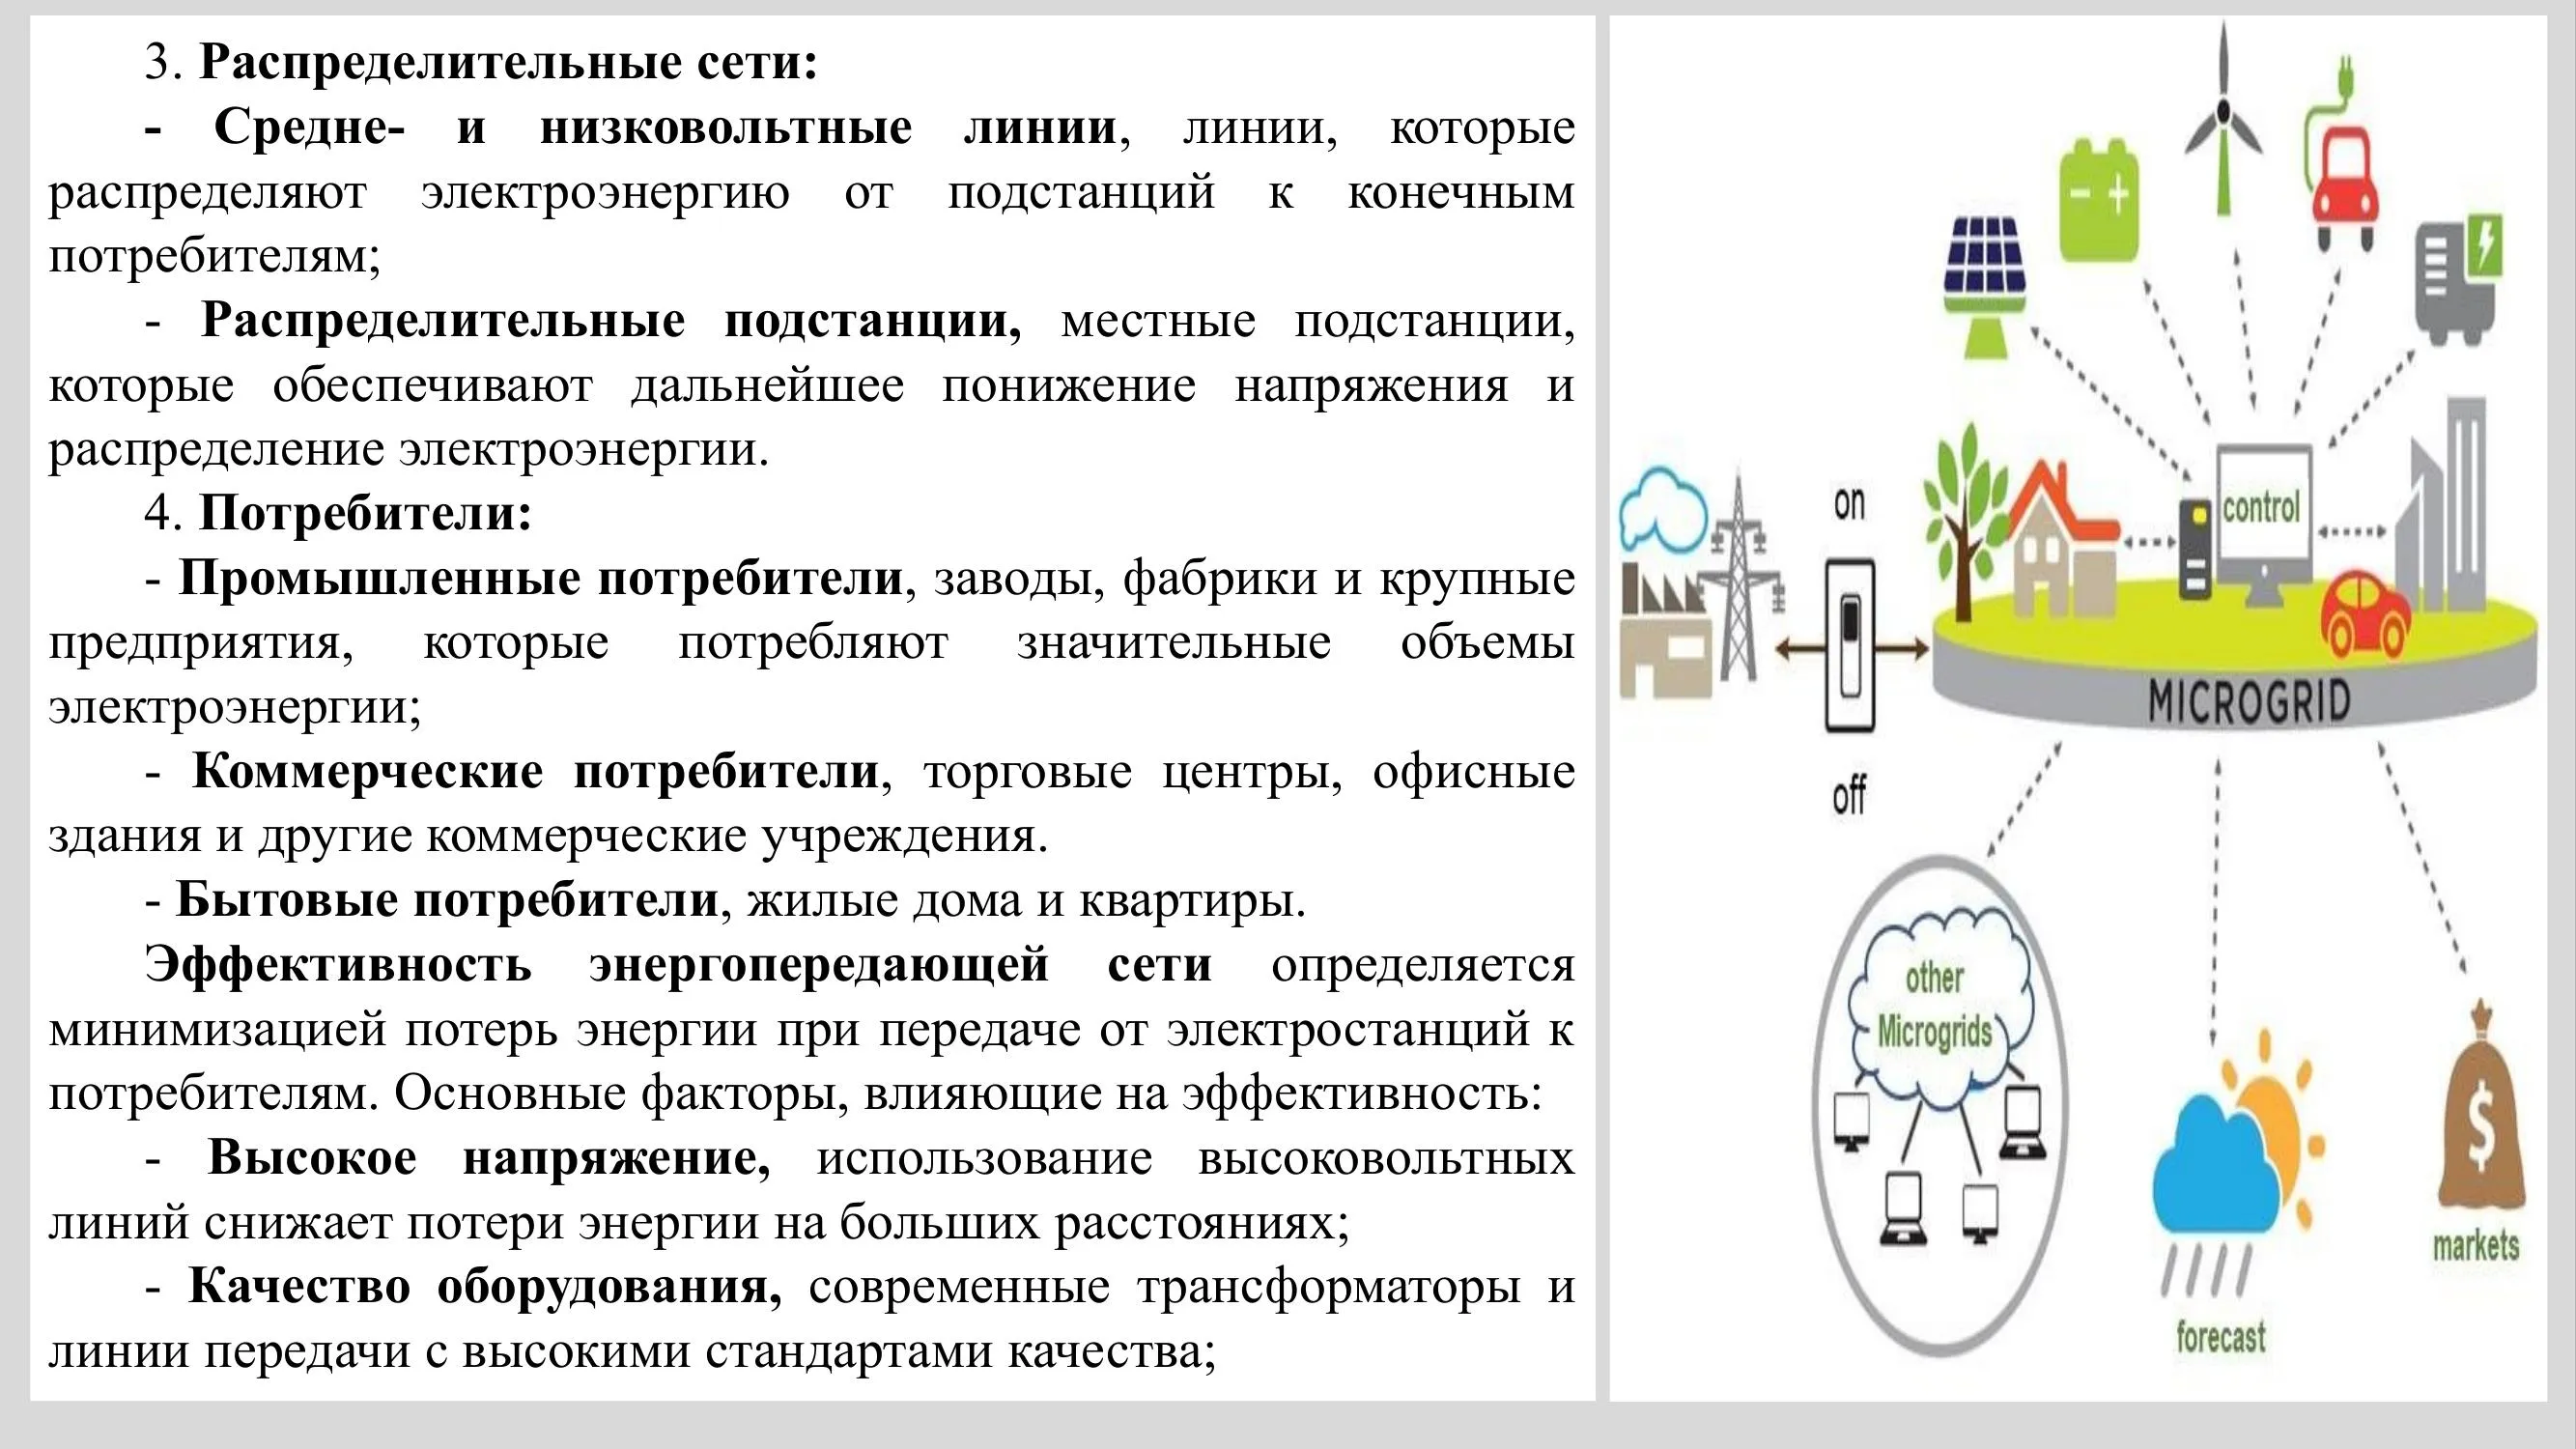 3. Распределительные сети:
- Средне- и низковольтные линии, линии, которые
распределяют электроэнергию от подстанций к конечным
потребителям;
- Распределительные подстанции, местные подстанции,
которые обеспечивают дальнейшее понижение напряжения и
распределение электроэнергии.
4. Потребители:
- Промышленные потребители, заводы, фабрики и крупные
предприятия, которые потребляют значительные объемы
электроэнергии;
- Коммерческие потребители, торговые центры, офисные
здания и другие коммерческие учреждения.
- Бытовые потребители, жилые дома и квартиры.
Эффективность энергопередающей сети определяется
минимизацией потерь энергии при передаче от электростанций к
потребителям. Основные факторы, влияющие на эффективность:
- Высокое напряжение, использование высоковольтных
линий снижает потери энергии на больших расстояниях;
- Качество оборудования, современные трансформаторы и
линии передачи с высокими стандартами качества;
on
control
MICROGRID
off
other
Microgrids
$
markets
forecast